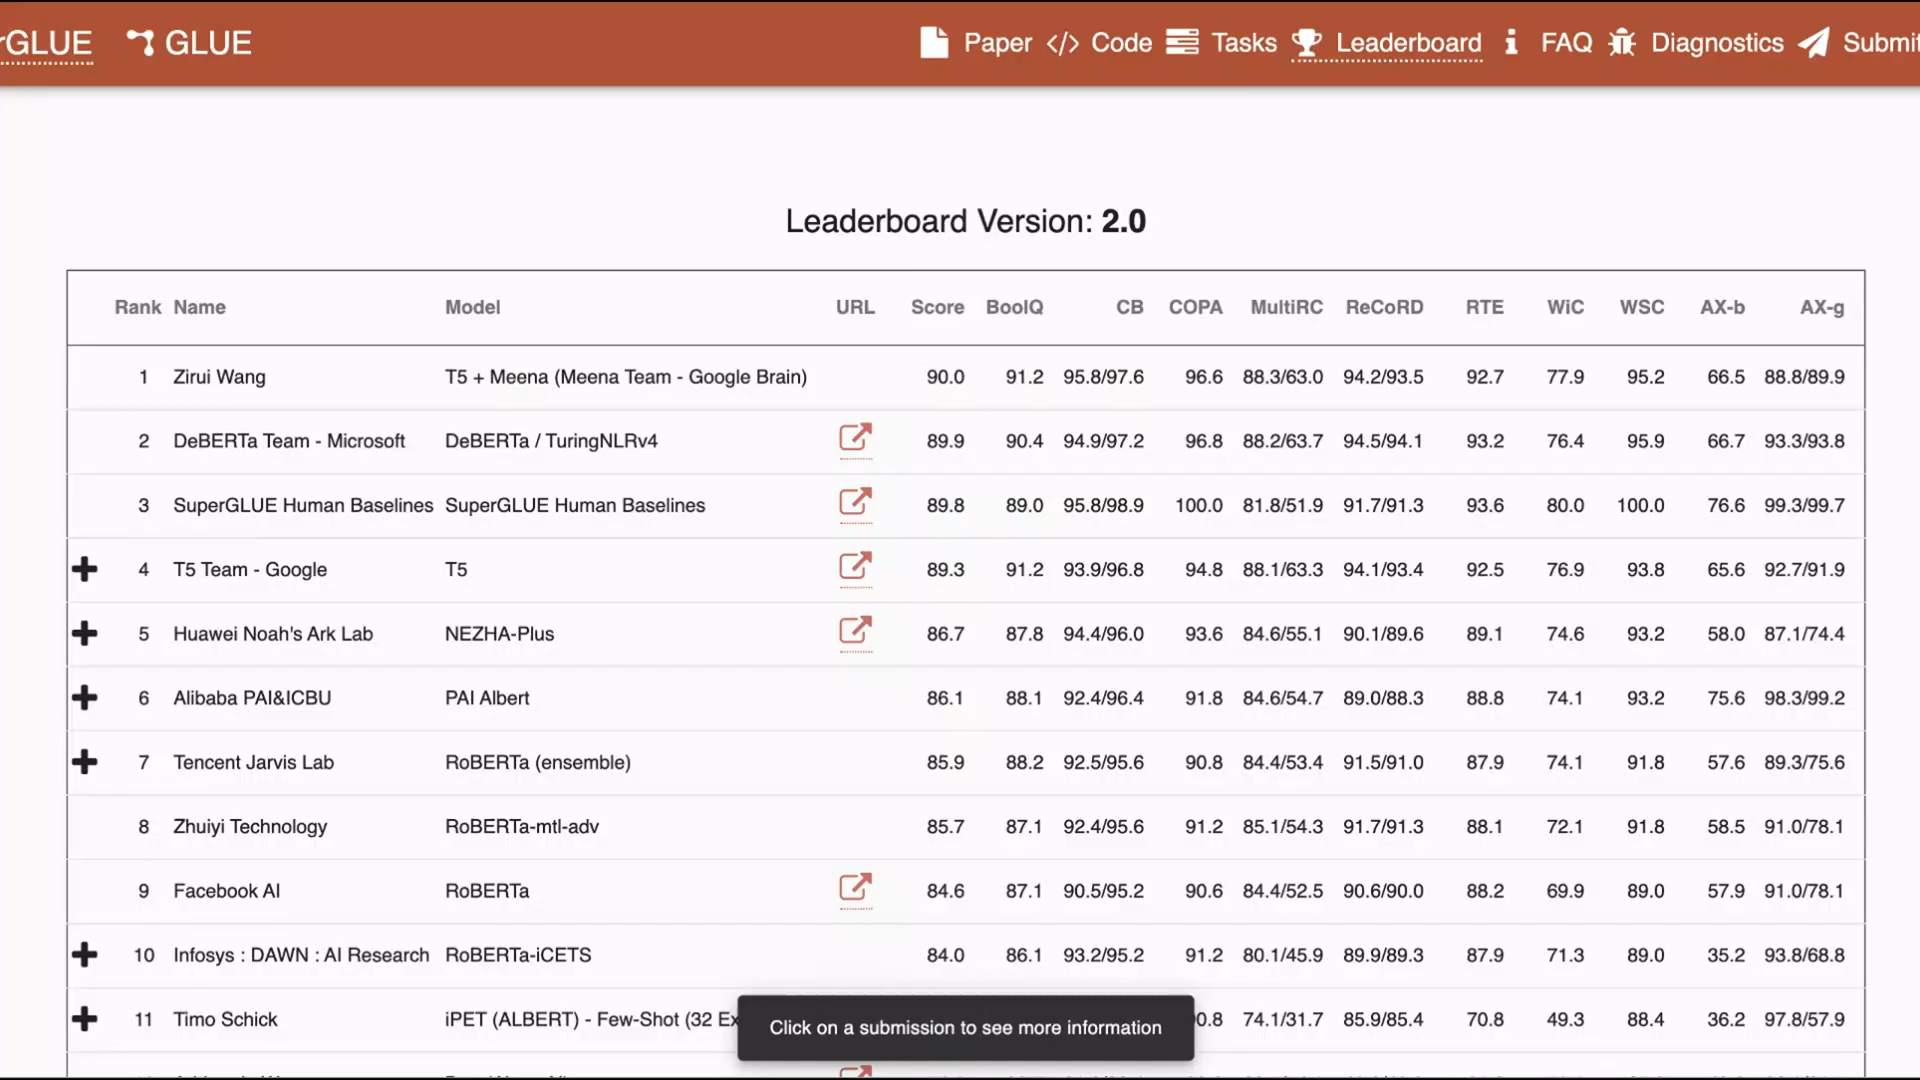 rGLUE GLUE Paper </> Code Tasks Leaderboard FAQ Diagnostics Submit
Leaderboard Version: 2.0
Rank Name Model URL Score BoolQ CB COPA MultiRC ReCoRD RTE WiC WSC AX-b AX-g
1 Zirui Wang T5 + Meena (Meena Team - Google Brain) 90.0 91.2 95.8/97.6 96.6 88.3/63.0 94.2/93.5 92.7 77.9 95.2 66.5 88.8/89.9
2 DeBERTa Team - Microsoft DeBERTa / TuringNLRv4 89.9 90.4 94.9/97.2 96.8 88.2/63.7 94.5/94.1 93.2 76.4 95.9 66.7 93.3/93.8
3 SuperGLUE Human Baselines SuperGLUE Human Baselines 89.8 89.0 95.8/98.9 100.0 81.8/51.9 91.7/91.3 93.6 80.0 100.0 76.6 99.3/99.7
4 T5 Team - Google T5 89.3 91.2 93.9/96.8 94.8 88.1/63.3 94.1/93.4 92.5 76.9 93.8 65.6 92.7/91.9
5 Huawei Noah's Ark Lab NEZHA-Plus 86.7 87.8 94.4/96.0 93.6 84.6/55.1 90.1/89.6 89.1 74.6 93.2 58.0 87.1/74.4
6 Alibaba PAI&ICBU PAI Albert 86.1 88.1 92.4/96.4 91.8 84.6/54.7 89.0/88.3 88.8 74.1 93.2 75.6 98.3/99.2
7 Tencent Jarvis Lab RoBERTa (ensemble) 85.9 88.2 92.5/95.6 90.8 84.4/53.4 91.5/91.0 87.9 74.1 91.8 57.6 89.3/75.6
8 Zhuiyi Technology RoBERTa-mtl-adv 85.7 87.1 92.4/95.6 91.2 85.1/54.3 91.7/91.3 88.1 72.1 91.8 58.5 91.0/78.1
9 Facebook AI RoBERTa 84.6 87.1 90.5/95.2 90.6 84.4/52.5 90.6/90.0 88.2 69.9 89.0 57.9 91.0/78.1
10 Infosys : DAWN : AI Research RoBERTa-iCETS 84.0 86.1 93.2/95.2 91.2 80.1/45.9 89.9/89.3 87.9 71.3 89.0 35.2 93.8/68.8
11 Timo Schick iPET (ALBERT) - Few-Shot (32 Ex 0.8 74.1/31.7 85.9/85.4 70.8 49.3 88.4 36.2 97.8/57.9
Click on a submission to see more information